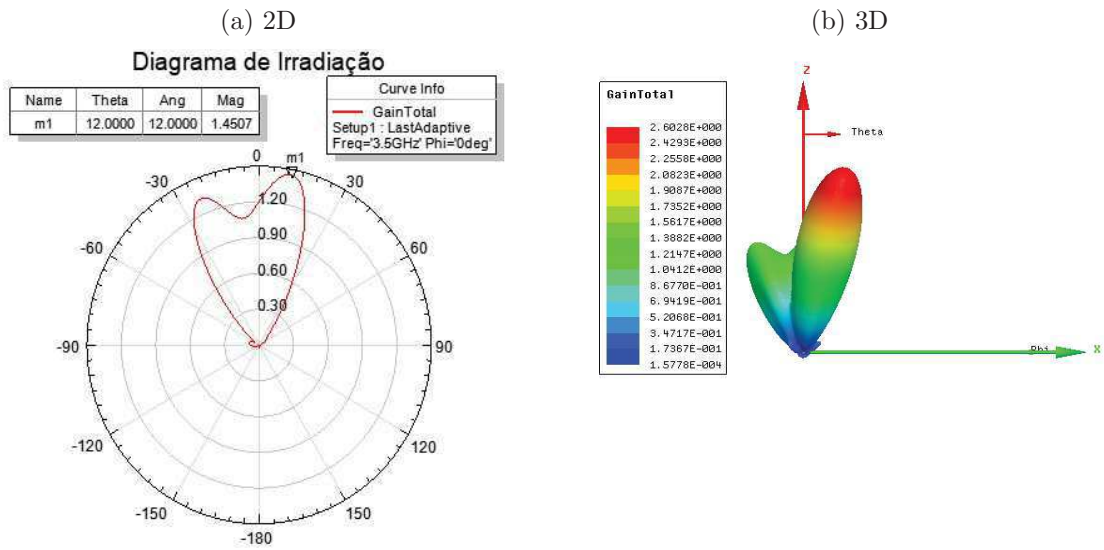 (a) 2D
(b) 3D
Diagrama de Irradiação
Name Theta Ang Mag
m1 12.0000 12.0000 1.4507
Curve Info
GainTotal
Setup1 : LastAdaptive
Freq='3.5GHz' Phi='0deg'
0
m1
-30
30
1.20
-60
60
0.90
0.60
0.30
-90
90
-120
120
-150
150
-180
GainTotal
2.6028E+000
2.4293E+000
2.2558E+000
2.0823E+000
1.9087E+000
1.7352E+000
1.5617E+000
1.3882E+000
1.2147E+000
1.0412E+000
8.6770E-001
6.9419E-001
5.2068E-001
3.4717E-001
1.7367E-001
1.5778E-004
Z
Theta
Phi
X